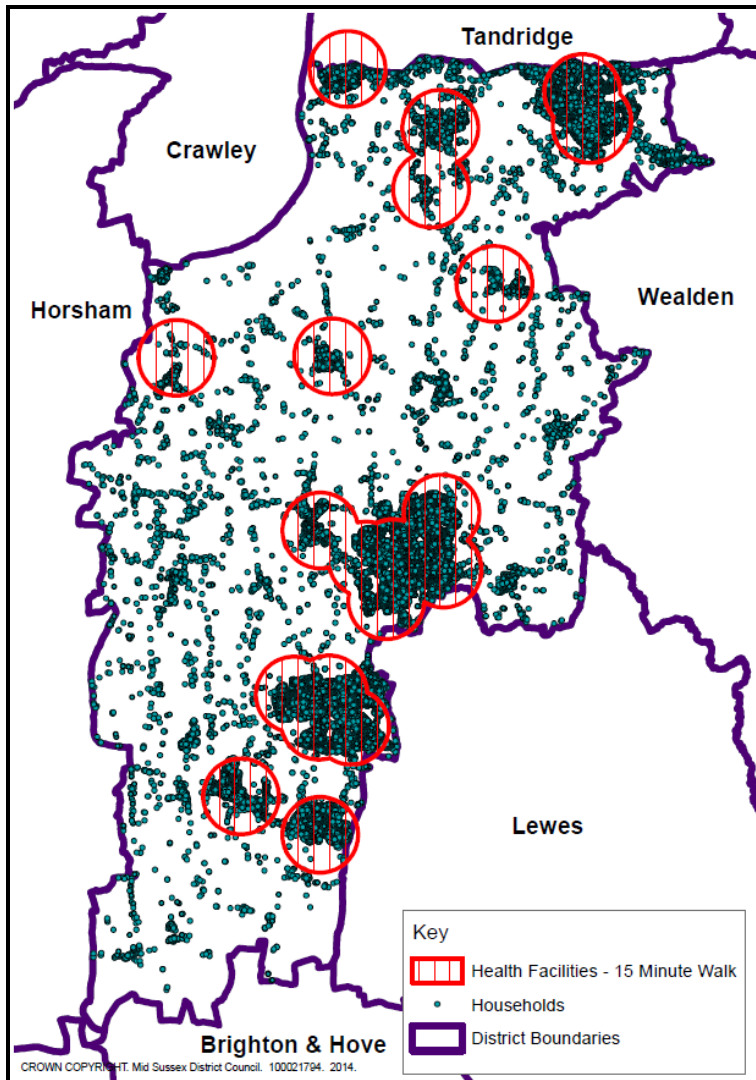 Tandridge
Crawley
Horsham
Wealden
Lewes
Key
Health Facilities - 15 Minute Walk
Households
District Boundaries
Brighton & Hove
CROWN COPYRIGHT. Mid Sussex District Council. 100021794. 2014.